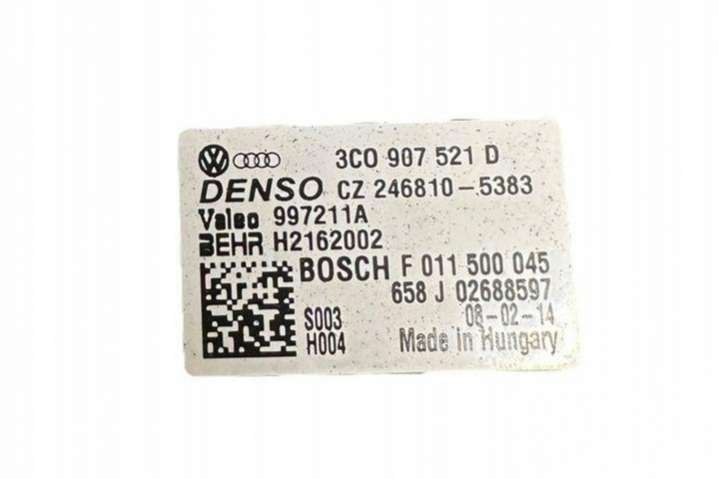 3C0 907 521 D
DENSO CZ 246810-5383
Valeo 997211A
BEHR H2162002
BOSCH F 011 500 045
658 J 02688597
S003 08-02-14
H004 Made in Hungary